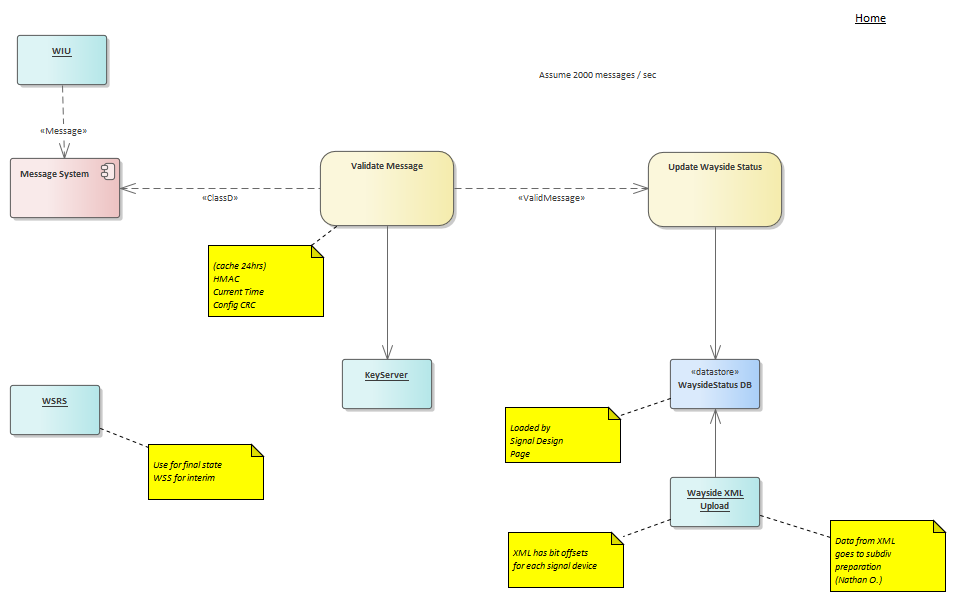 Home
WIU
Assume 2000 messages / sec
«Message»
Message System
Validate Message
Update Wayside Status
«ClassD»
«ValidMessage»
(cache 24hrs)
HMAC
Current Time
Config CRC
KeyServer
«datastore»
WaysideStatus DB
WSRS
Loaded by
Signal Design
Page
Use for final state
WSS for interim
Wayside XML
Upload
XML has bit offsets
for each signal device
Data from XML
goes to subdiv
preparation
(Nathan O.)